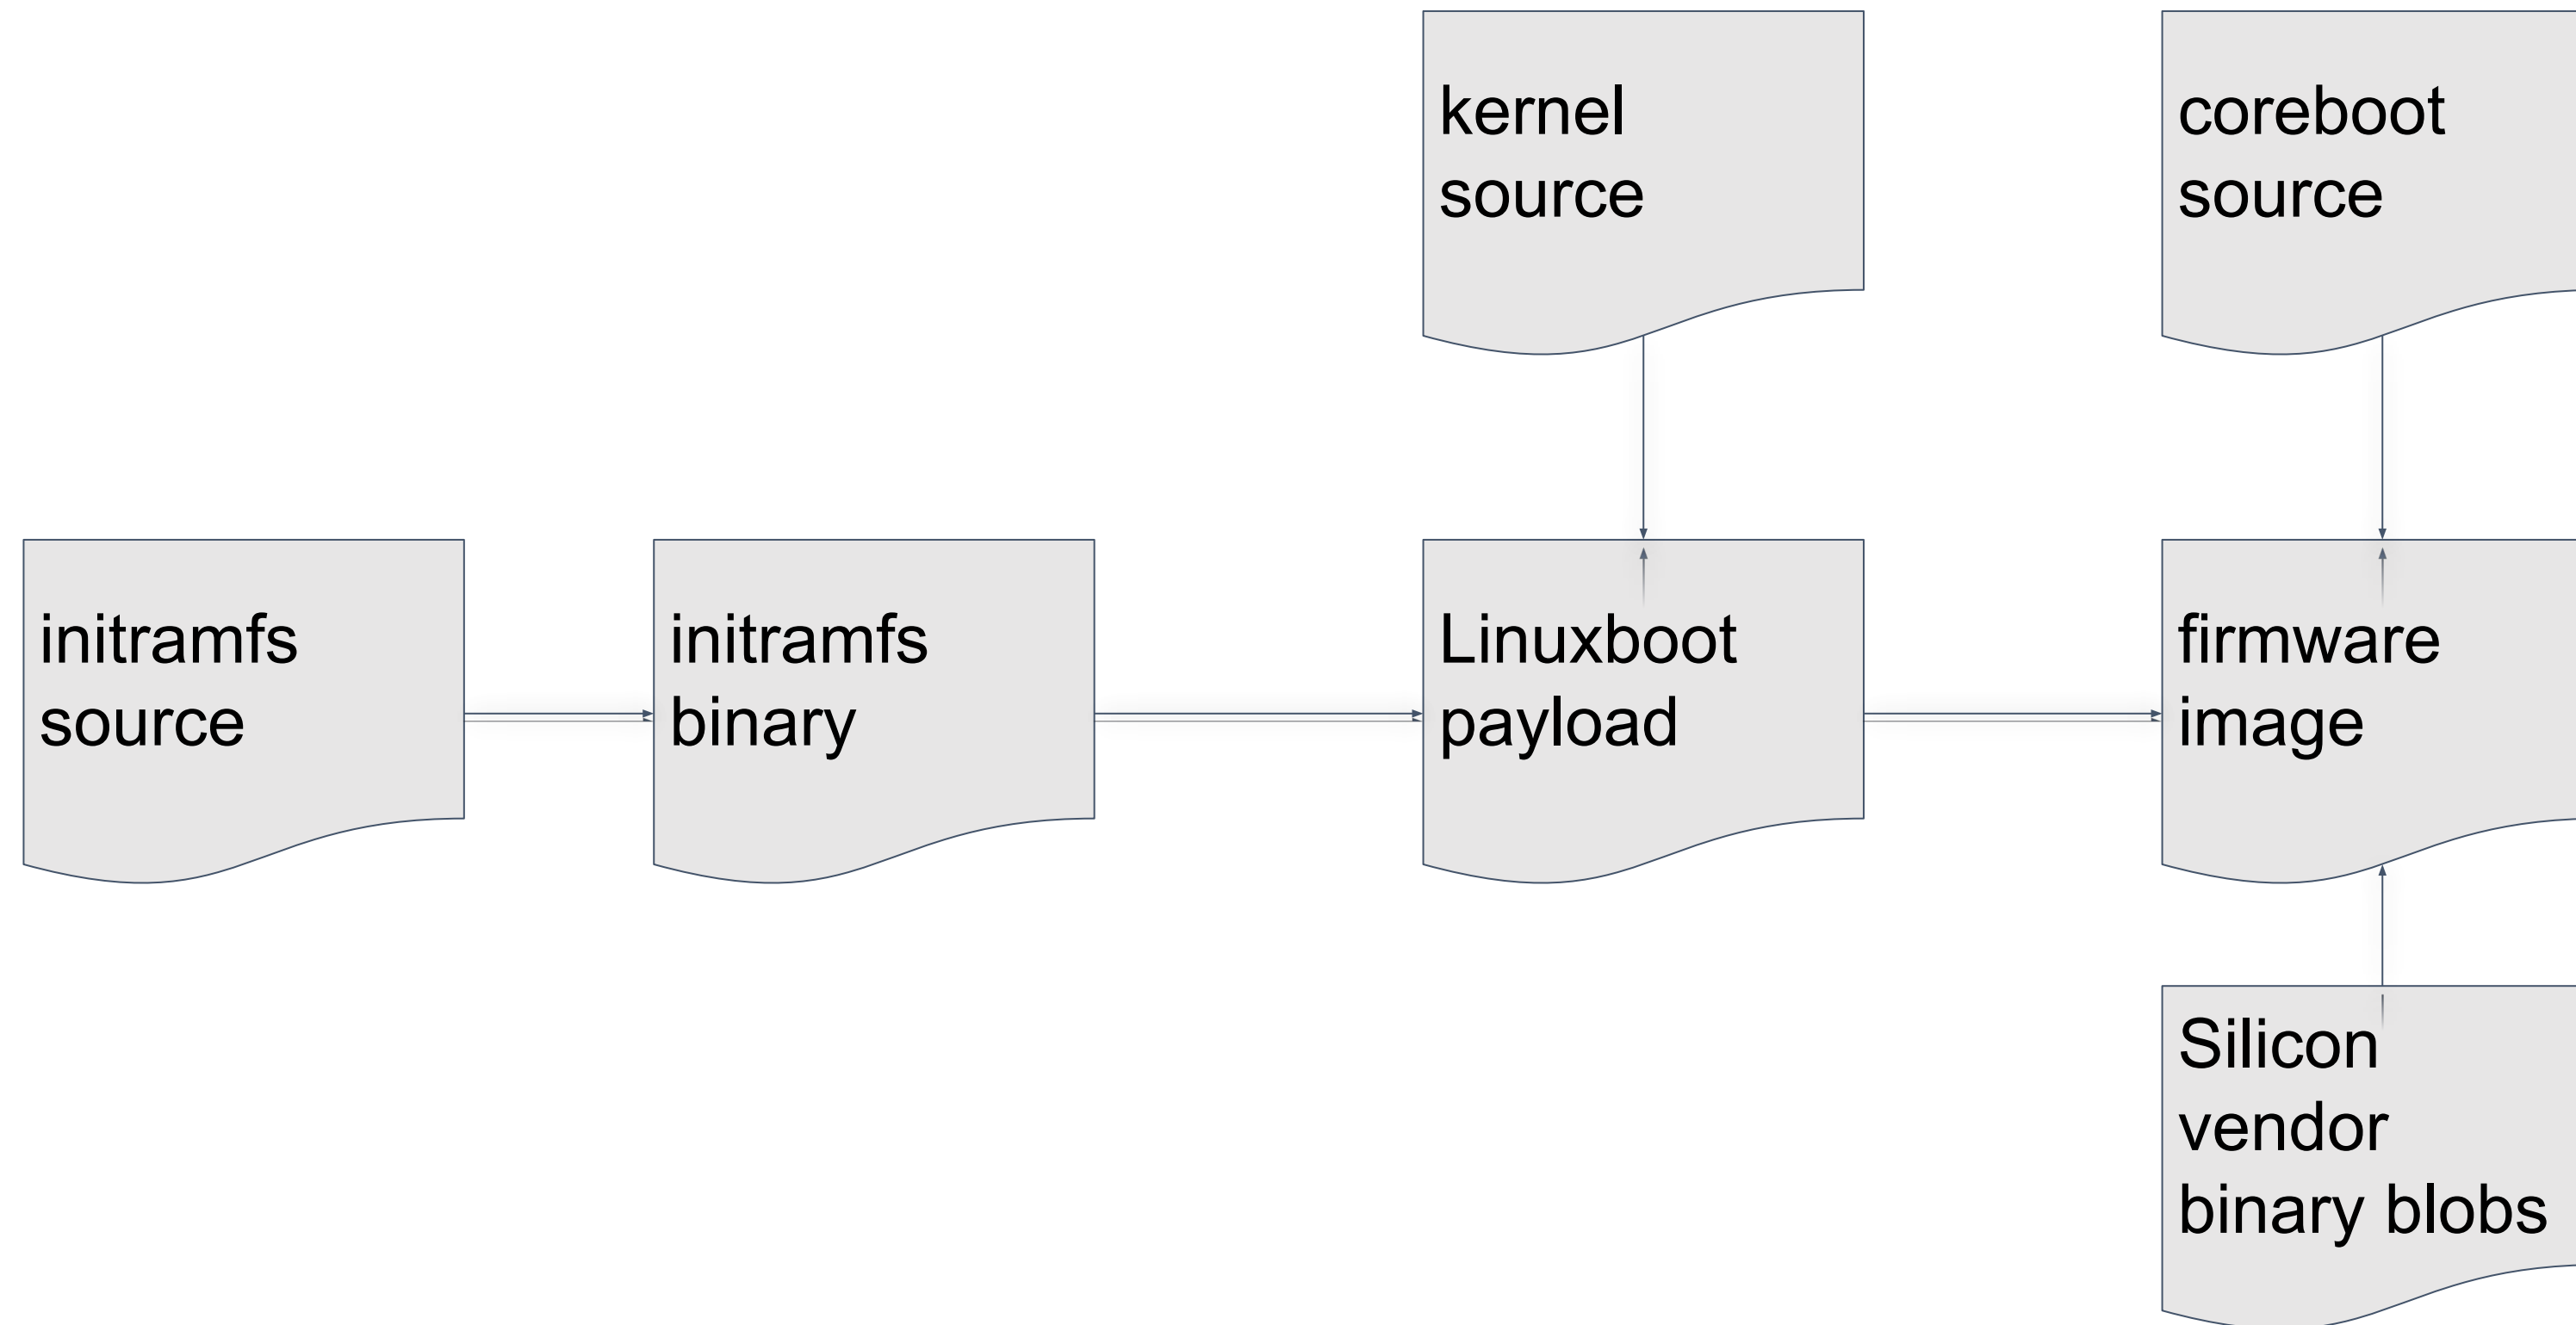 kernel
source
coreboot
source
initramfs
source
initramfs
binary
Linuxboot
payload
firmware
image
Silicon
vendor
binary blobs